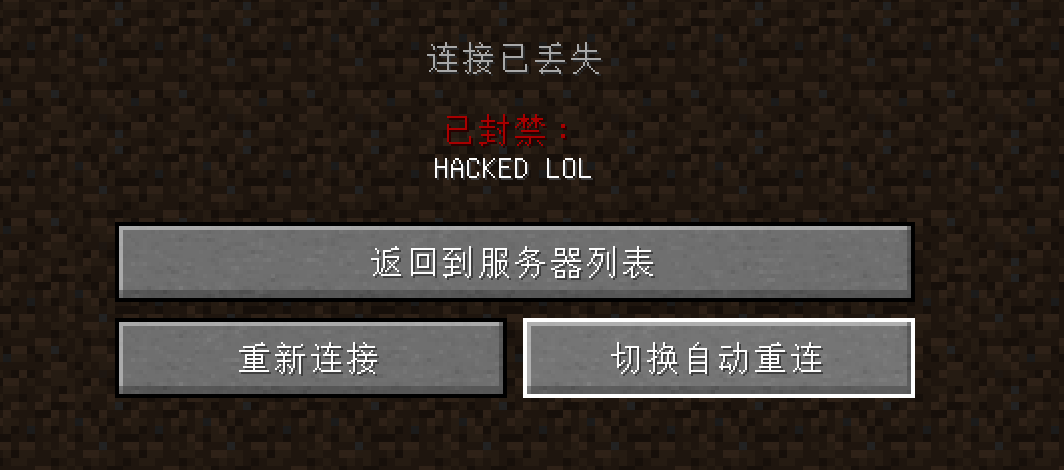 连接已丢失
已封禁：
HACKED LOL
返回到服务器列表
重新连接
切换自动重连